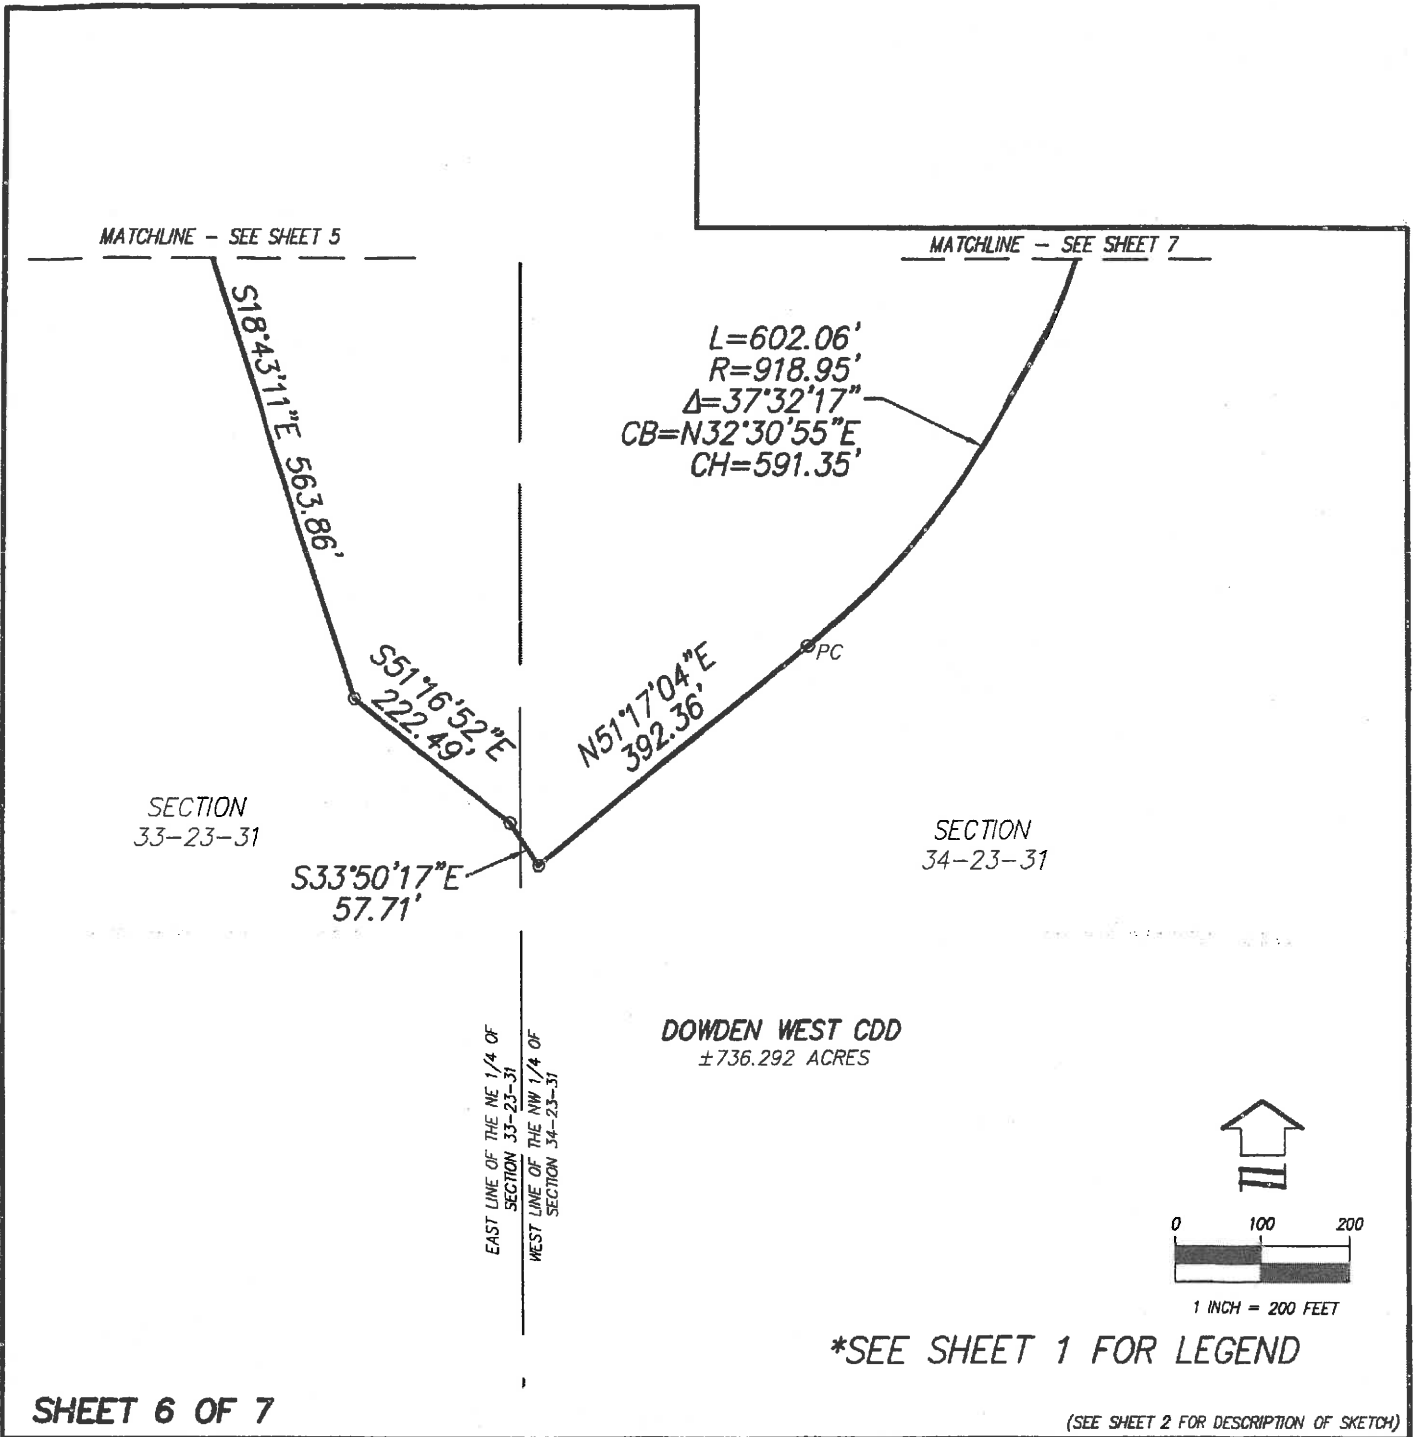 MATCHLINE - SEE SHEET 5
MATCHLINE - SEE SHEET 7
S18°43'11"E 563.86'
L=602.06'
R=918.95'
Δ=37°32'17"
CB=N32°30'55"E
CH=591.35'
PC
S51°16'52"E
222.49'
N51°17'04"E
392.36'
SECTION
33-23-31
SECTION
34-23-31
S33°50'17"E
57.71'
DOWDEN WEST CDD
±736.292 ACRES
EAST LINE OF THE NE 1/4 OF
SECTION 33-23-31
WEST LINE OF THE NW 1/4 OF
SECTION 34-23-31
0 100 200
1 INCH = 200 FEET
*SEE SHEET 1 FOR LEGEND
SHEET 6 OF 7
(SEE SHEET 2 FOR DESCRIPTION OF SKETCH)